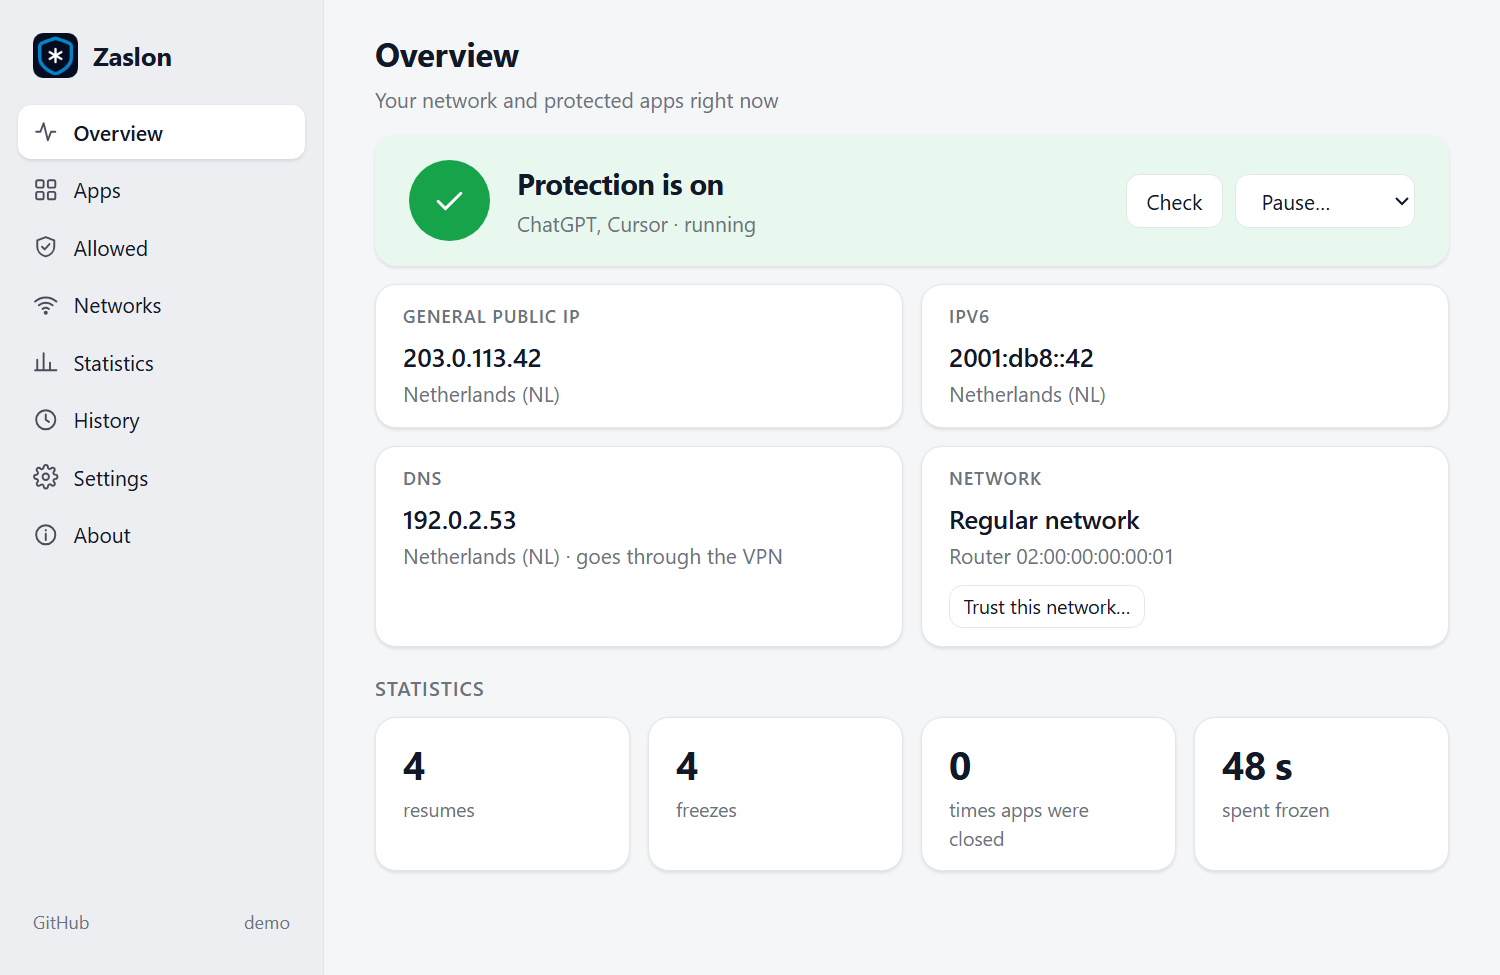 Zaslon
Overview
Apps
Allowed
Networks
Statistics
History
Settings
About
GitHub
demo
Overview
Your network and protected apps right now
Protection is on
ChatGPT, Cursor · running
Check
Pause...
GENERAL PUBLIC IP
203.0.113.42
Netherlands (NL)
IPV6
2001:db8::42
Netherlands (NL)
DNS
192.0.2.53
Netherlands (NL) · goes through the VPN
NETWORK
Regular network
Router 02:00:00:00:00:01
Trust this network...
STATISTICS
4
resumes
4
freezes
0
times apps were
closed
48 s
spent frozen